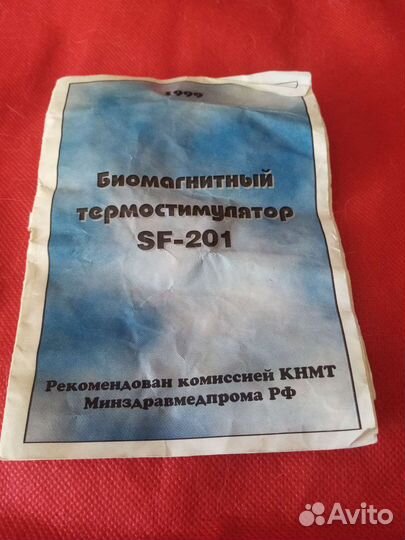 1999
Биомагнитный
термостимулятор
SF-201
Рекомендован комиссией КНМТ
Минздравмедпрома РФ
Avito